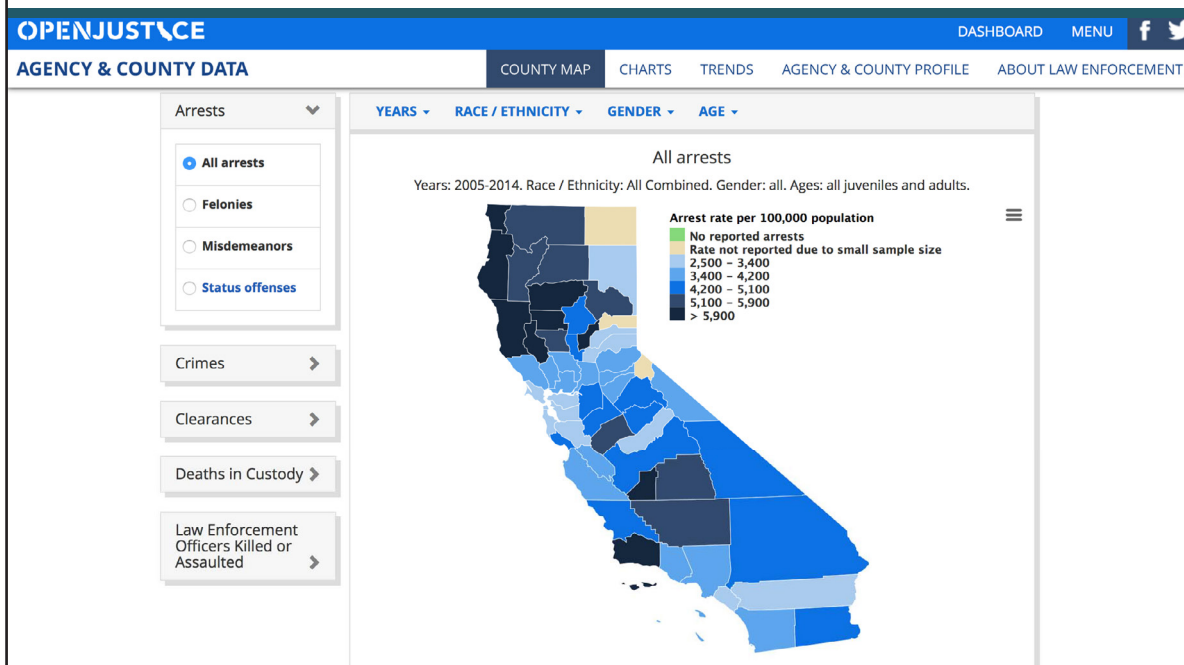 OPENJUSTICE
DASHBOARD MENU
AGENCY & COUNTY DATA
COUNTY MAP CHARTS TRENDS AGENCY & COUNTY PROFILE ABOUT LAW ENFORCEMENT
Arrests
All arrests
Felonies
Misdemeanors
Status offenses
Crimes
Clearances
Deaths in Custody
Law Enforcement
Officers Killed or
Assaulted
YEARS RACE / ETHNICITY GENDER AGE
All arrests
Years: 2005-2014. Race / Ethnicity: All Combined. Gender: all. Ages: all juveniles and adults.
Arrest rate per 100,000 population
No reported arrests
Rate not reported due to small sample size
2,500 – 3,400
3,400 – 4,200
4,200 – 5,100
5,100 – 5,900
> 5,900